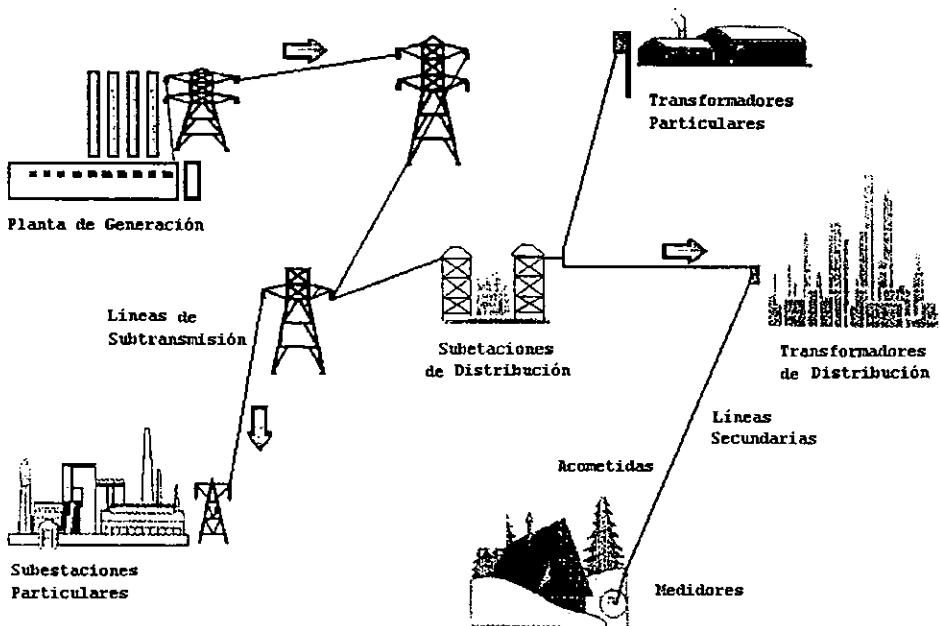 Transformadores
Particulares
Planta de Generación
Líneas de
Subtransmisión
Subetaciones
de Distribución
Transformadores
de Distribución
Líneas
Secundarias
Acometidas
Subestaciones
Particulares
Medidores